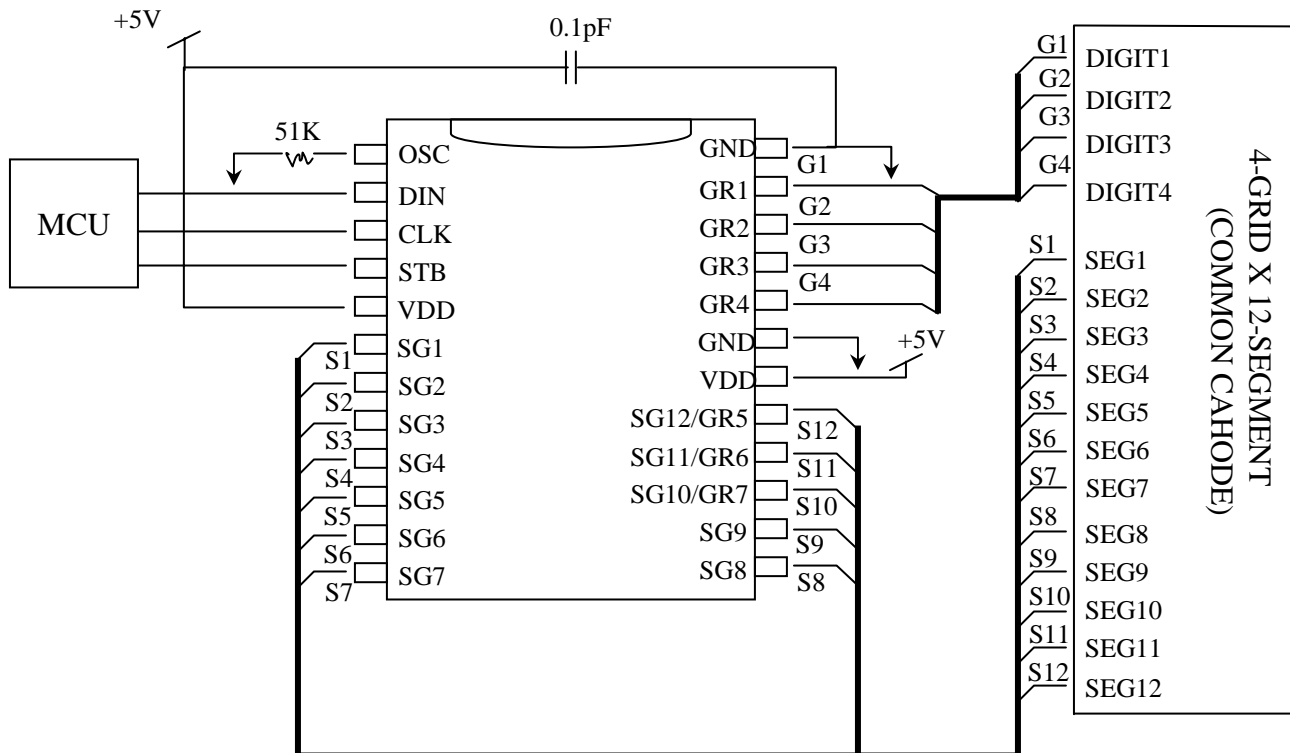 +5V
0.1pF
51K
MCU
OSC
DIN
CLK
STB
VDD
SG1
SG2
SG3
SG4
SG5
SG6
SG7
S1
S2
S3
S4
S5
S6
S7
GND
GR1
GR2
GR3
GR4
GND
VDD
SG12/GR5
SG11/GR6
SG10/GR7
SG9
SG8
G1
G2
G3
G4
+5V
S12
S11
S10
S9
S8
G1
G2
G3
G4
DIGIT1
DIGIT2
DIGIT3
DIGIT4
S1
S2
S3
S4
S5
S6
S7
S8
S9
S10
S11
S12
SEG1
SEG2
SEG3
SEG4
SEG5
SEG6
SEG7
SEG8
SEG9
SEG10
SEG11
SEG12
4-GRID X 12-SEGMENT
(COMMON CAHODE)